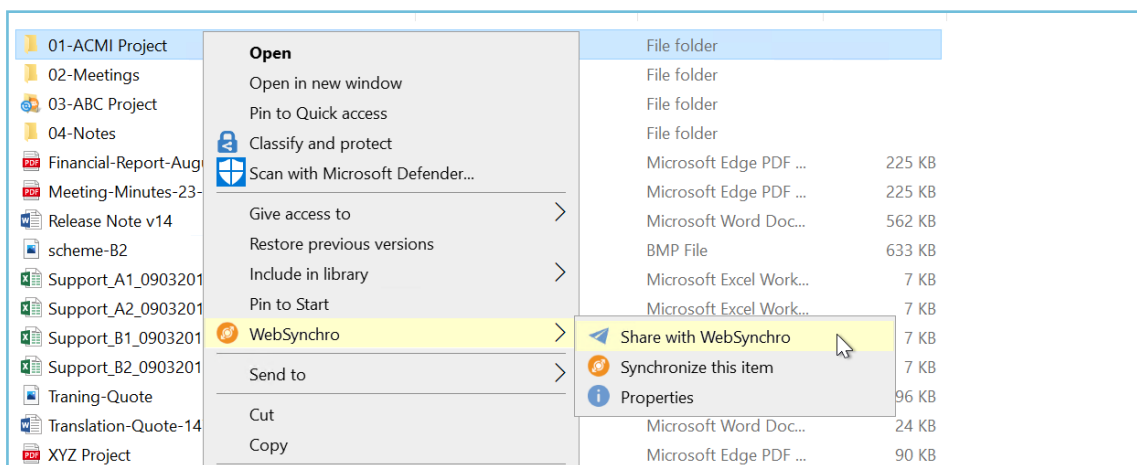 01-ACMI Project File folder
02-Meetings File folder
03-ABC Project File folder
04-Notes File folder
Financial-Report-Augu Microsoft Edge PDF ... 225 KB
Meeting-Minutes-23- Microsoft Edge PDF ... 225 KB
Release Note v14 Microsoft Word Doc... 562 KB
scheme-B2 BMP File 633 KB
Support_A1_0903201 Microsoft Excel Work... 7 KB
Support_A2_0903201 Microsoft Excel Work... 7 KB
Support_B1_0903201 7 KB
Support_B2_0903201 7 KB
Traning-Quote 96 KB
Translation-Quote-14 Microsoft Word Doc... 24 KB
XYZ Project Microsoft Edge PDF ... 90 KB
Open
Open in new window
Pin to Quick access
Classify and protect
Scan with Microsoft Defender...
Give access to
Restore previous versions
Include in library
Pin to Start
WebSynchro
Send to
Cut
Copy
Share with WebSynchro
Synchronize this item
Properties
PDF
PDF
PDF